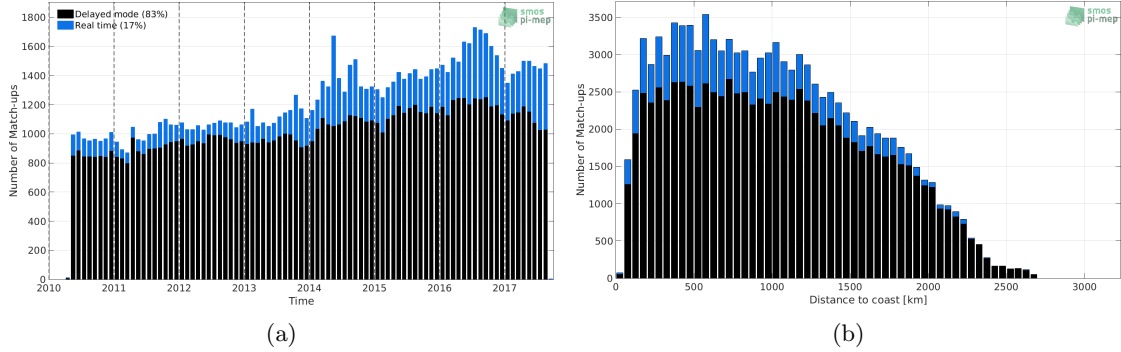 Delayed mode (83%)
Real time (17%)
smos
pi-mep
Number of Match-ups
1800
1600
1400
1200
1000
800
600
400
200
0
2010 2011 2012 2013 2014 2015 2016 2017
Time
(a)
smos
pi-mep
Number of Match-ups
3500
3000
2500
2000
1500
1000
500
0
0 500 1000 1500 2000 2500 3000
Distance to coast [km]
(b)